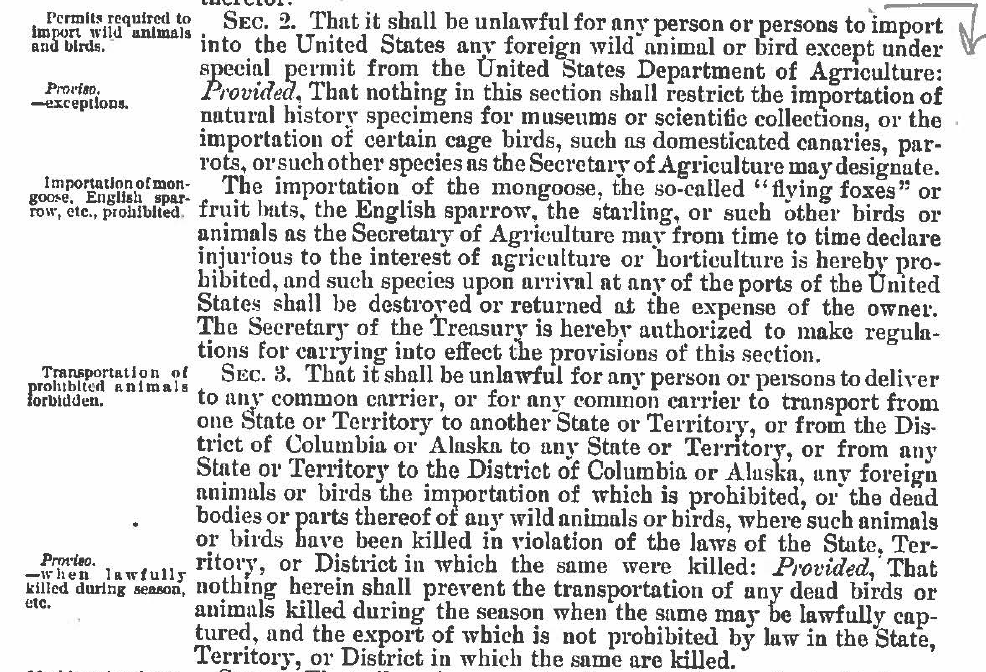 Permits required to
import wild animals
and birds.
SEC. 2. That it shall be unlawful for any person or persons to import
into the United States any foreign wild animal or bird except under
special permit from the United States Department of Agriculture:
Proviso.
—exceptions.
Provided, That nothing in this section shall restrict the importation of
natural history specimens for museums or scientific collections, or the
importation of certain cage birds, such as domesticated canaries, par-
rots, or such other species as the Secretary of Agriculture may designate.
Importation of mon-
goose, English spar-
row, etc., prohibited.
The importation of the mongoose, the so-called "flying foxes" or
fruit bats, the English sparrow, the starling, or such other birds or
animals as the Secretary of Agriculture may from time to time declare
injurious to the interest of agriculture or horticulture is hereby pro-
hibited, and such species upon arrival at any of the ports of the United
States shall be destroyed or returned at the expense of the owner.
The Secretary of the Treasury is hereby authorized to make regula-
tions for carrying into effect the provisions of this section.
Transportation of
prohibited animals
forbidden.
SEC. 3. That it shall be unlawful for any person or persons to deliver
to any common carrier, or for any common carrier to transport from
one State or Territory to another State or Territory, or from the Dis-
trict of Columbia or Alaska to any State or Territory, or from any
State or Territory to the District of Columbia or Alaska, any foreign
animals or birds the importation of which is prohibited, or the dead
bodies or parts thereof of any wild animals or birds, where such animals
or birds have been killed in violation of the laws of the State, Ter-
Proviso.
—when lawfully
killed during season,
etc.
ritory, or District in which the same were killed: Provided, That
nothing herein shall prevent the transportation of any dead birds or
animals killed during the season when the same may be lawfully cap-
tured, and the export of which is not prohibited by law in the State,
Territory, or District in which the same are killed.